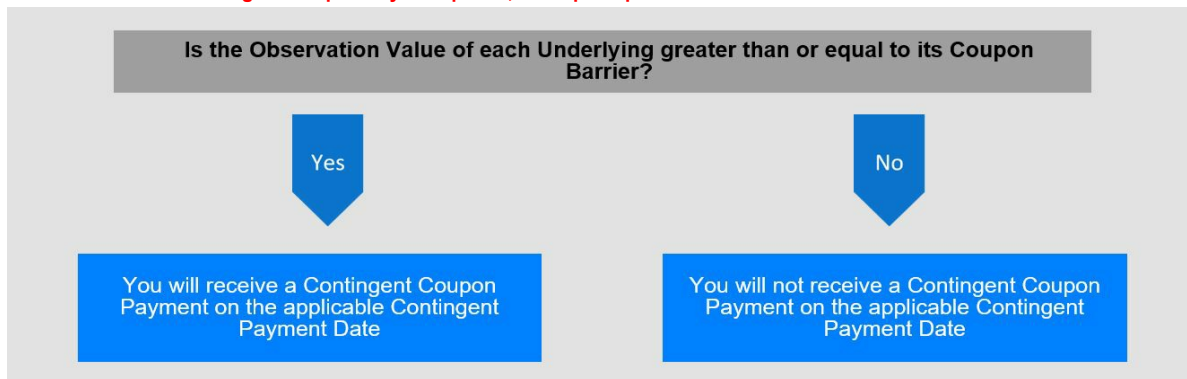 Is the Observation Value of each Underlying greater than or equal to its Coupon
Barrier?
Yes
No
You will receive a Contingent Coupon
Payment on the applicable Contingent
Payment Date
You will not receive a Contingent Coupon
Payment on the applicable Contingent
Payment Date